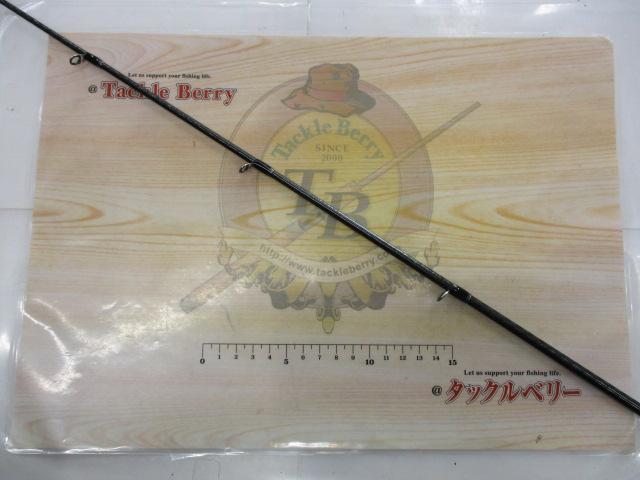 Let us support your fishing life.
@ Tackle Berry
Tackle Berry
SINCE
2000
TB
http://www.tackleberry.co
0 1 2 3 4 5 6 7 8 9 10 11 12 13 14 15
Let us support your fishing life.
@ タックルベリー